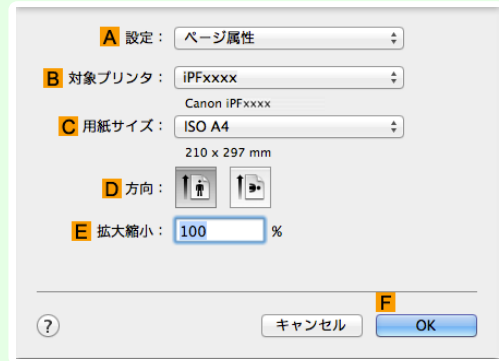 A 設定： ページ属性
B 対象プリンタ： iPFxxxx
Canon iPFxxxx
C 用紙サイズ： ISO A4
210 x 297 mm
D 方向：
E 拡大縮小： 100 %
F
? キャンセル OK